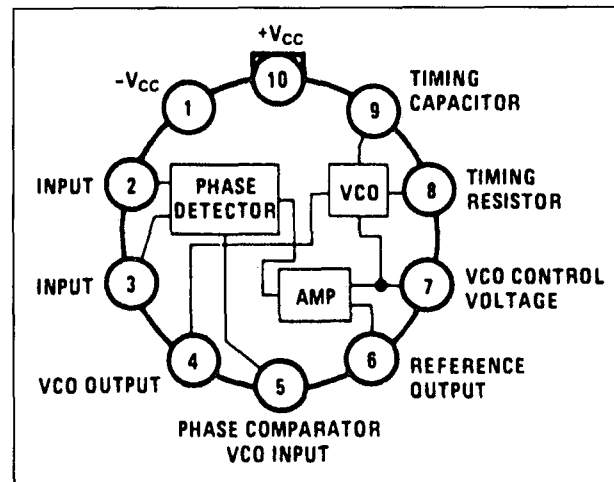 +VCC
10
-VCC
1
9
TIMING
CAPACITOR
INPUT
2
PHASE
DETECTOR
VCO
8
TIMING
RESISTOR
INPUT
3
AMP
7
VCO CONTROL
VOLTAGE
4
VCO OUTPUT
5
6
REFERENCE
OUTPUT
PHASE COMPARATOR
VCO INPUT